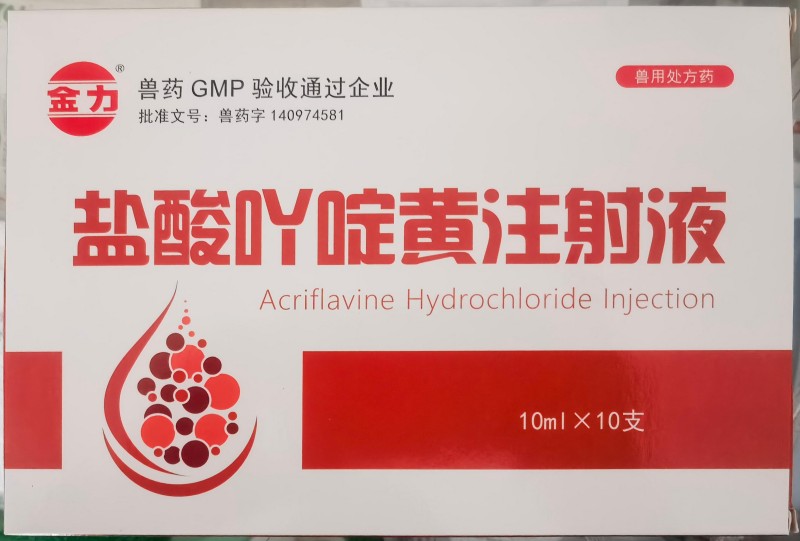 金力®
兽药 GMP 验收通过企业
批准文号：兽药字 140974581
兽用处方药
盐酸吖啶黄注射液
Acriflavine Hydrochloride Injection
10ml×10支